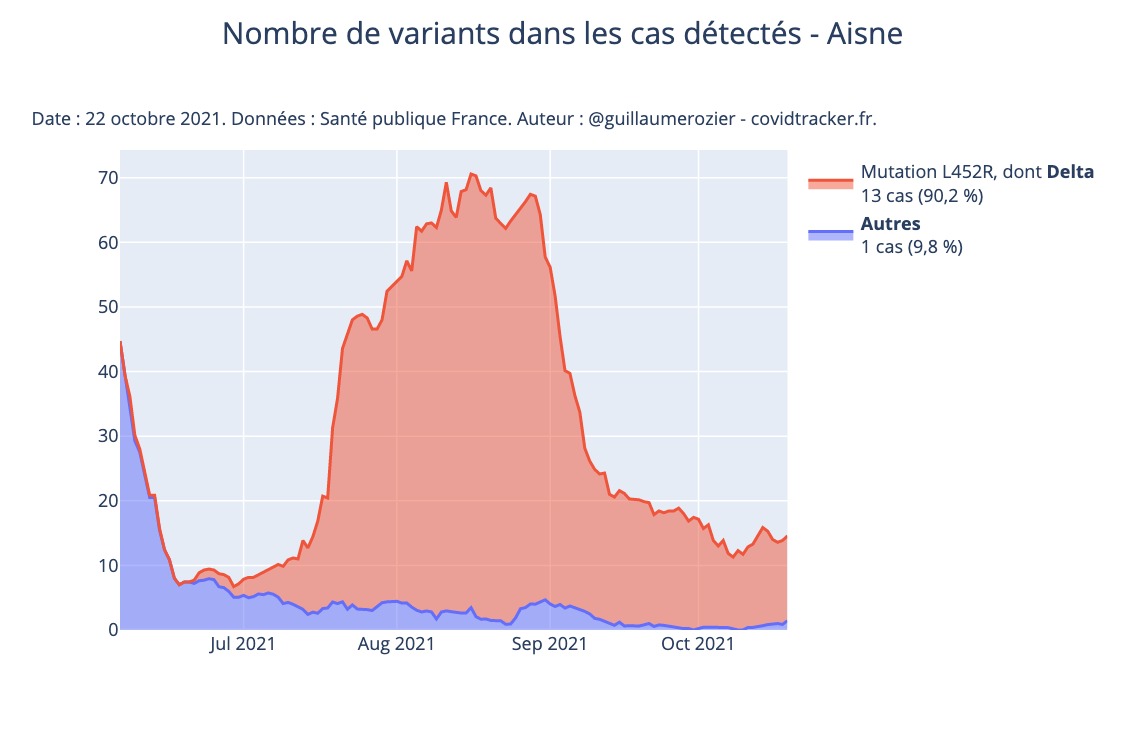 Nombre de variants dans les cas détectés - Aisne
Date : 22 octobre 2021. Données : Santé publique France. Auteur : @guillaumerozier - covidtracker.fr.
Mutation L452R, dont Delta
13 cas (90,2 %)
Autres
1 cas (9,8 %)
70
60
50
40
30
20
10
0
Jul 2021 Aug 2021 Sep 2021 Oct 2021